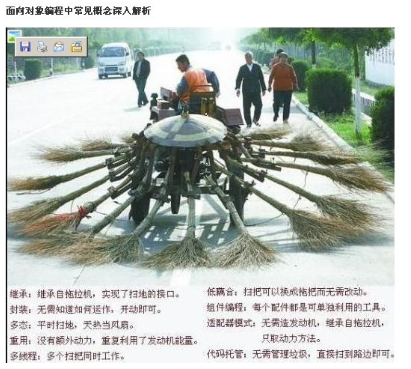 面向对象编程中常见概念深入解析
继承：继承自拖拉机，实现了扫地的接口。
封装：无需知道如何运作，开动即可。
多态：平时扫地，天热当风扇。
重用：没有额外动力，重复利用了发动机能量。
多线程：多个扫把同时工作。
低耦合：扫把可以换成拖把而无需改动。
组件编程：每个配件都是可单独利用的工具。
适配器模式：无需造发动机，继承自拖拉机，
只取动力方法。
代码托管：无需管理垃圾，直接扫到路边即可。